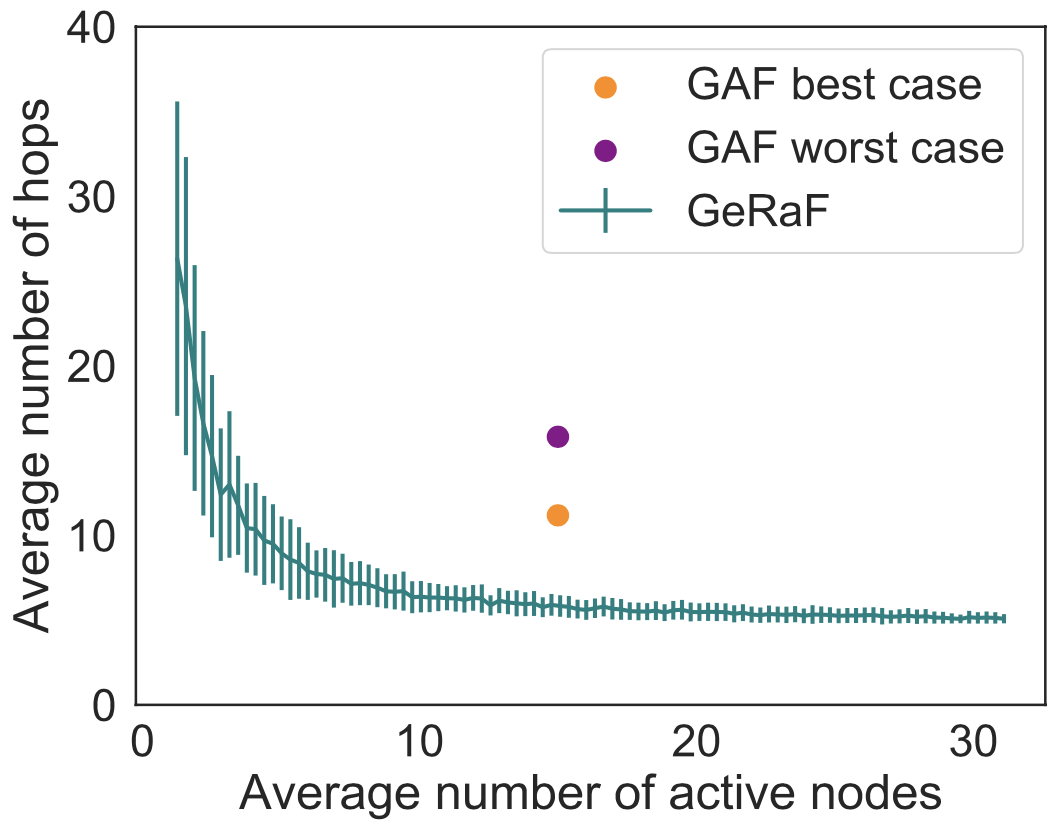 40
30
20
10
0
Average number of hops
GAF best case
GAF worst case
GeRaF
0 10 20 30
Average number of active nodes